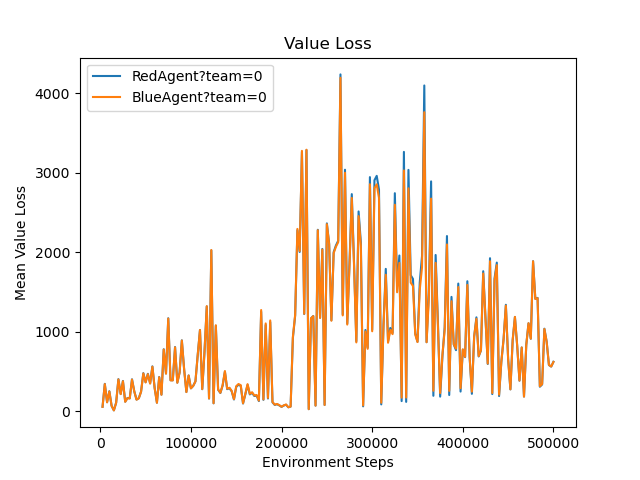 Value Loss
RedAgent?team=0
BlueAgent?team=0
Mean Value Loss
4000
3000
2000
1000
0
0 100000 200000 300000 400000 500000
Environment Steps